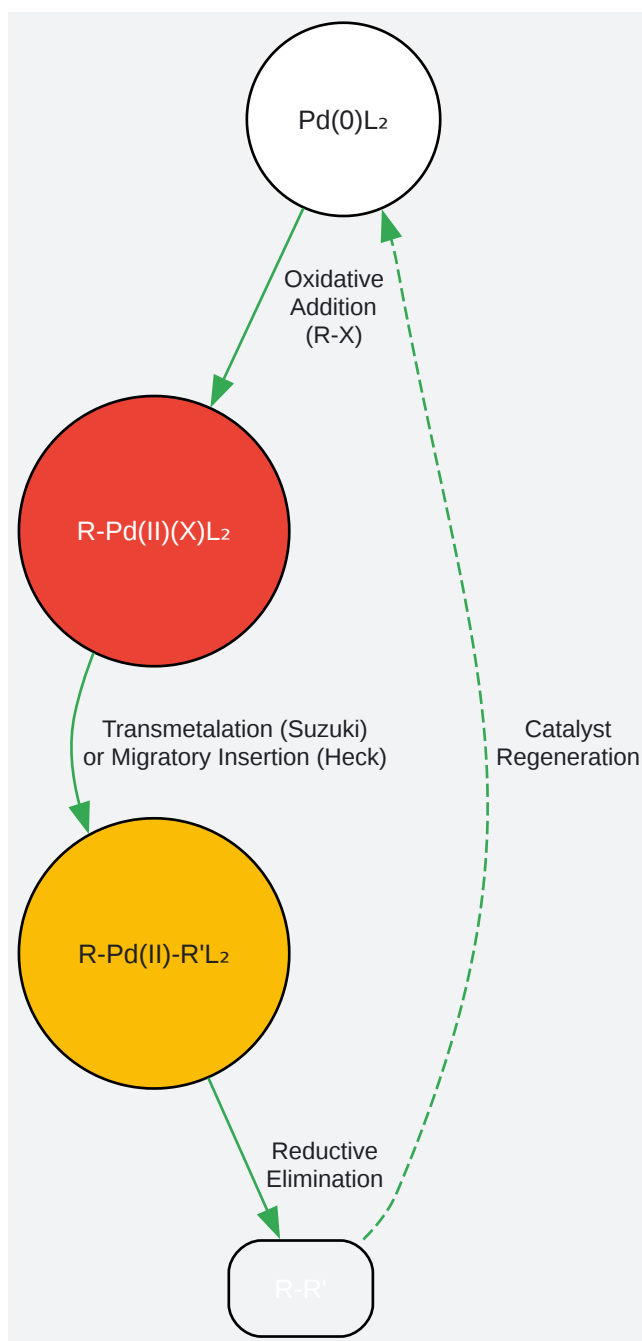 Pd(0)L₂
Oxidative
Addition
(R-X)
R-Pd(II)(X)L₂
Transmetalation (Suzuki)
or Migratory Insertion (Heck)
Catalyst
Regeneration
R-Pd(II)-R'L₂
Reductive
Elimination
R-R'